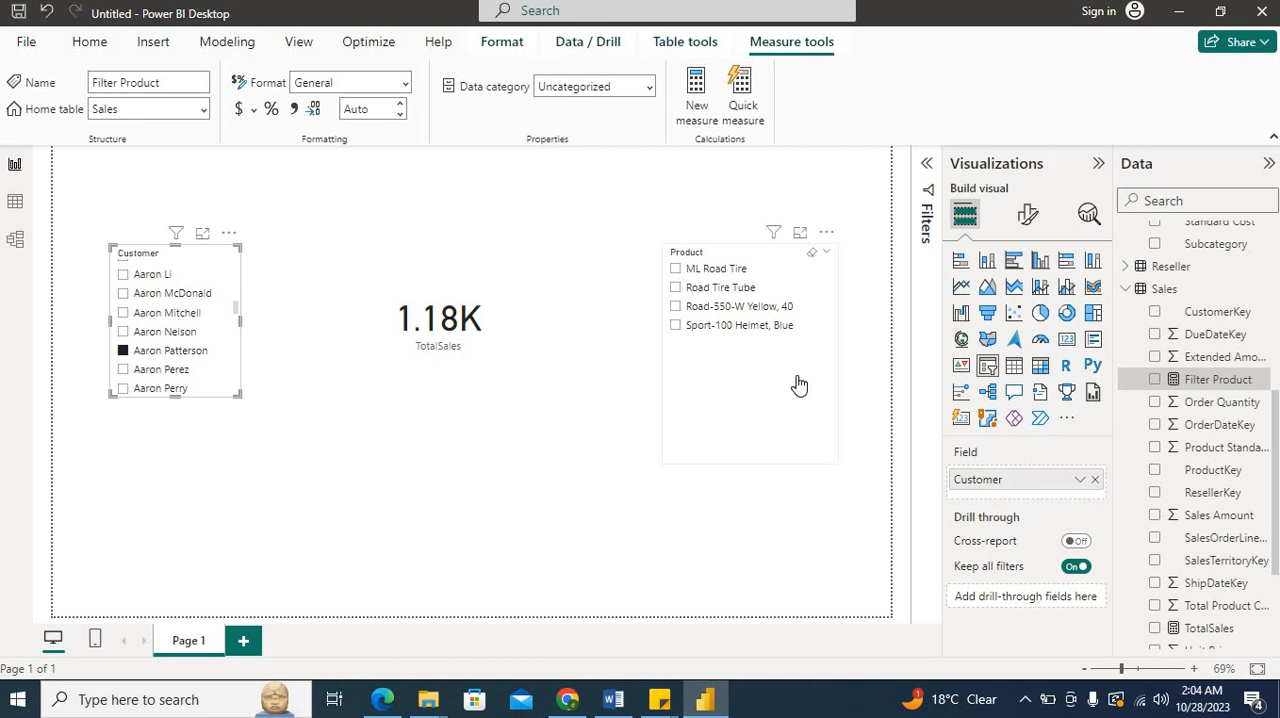 Untitled - Power BI Desktop
Search
Sign in
File
Home
Insert
Modeling
View
Optimize
Help
Format
Data / Drill
Table tools
Measure tools
Share
Name
Filter Product
Format
General
Data category
Uncategorized
New measure
Quick measure
Home table
Sales
$
%
Auto
Structure
Formatting
Properties
Calculations
Customer
Aaron Li
Aaron McDonald
Aaron Mitchell
Aaron Nelson
Aaron Patterson
Aaron Perez
Aaron Perry
1.18K
TotalSales
Product
ML Road Tire
Road Tire Tube
Road-550-W Yellow, 40
Sport-100 Helmet, Blue
Filters
Visualizations
Build visual
R
Py
123
Field
Customer
Drill through
Cross-report
Off
Keep all filters
On
Add drill-through fields here
Data
Search
Standard Cost
Subcategory
Reseller
Sales
CustomerKey
DueDateKey
Extended Amo...
Filter Product
Order Quantity
OrderDateKey
Product Standa...
ProductKey
ResellerKey
Sales Amount
SalesOrderLine...
SalesTerritoryKey
ShipDateKey
Total Product C...
TotalSales
Page 1
Page 1 of 1
69%
Type here to search
1
18°C Clear
2:04 AM
10/28/2023
4